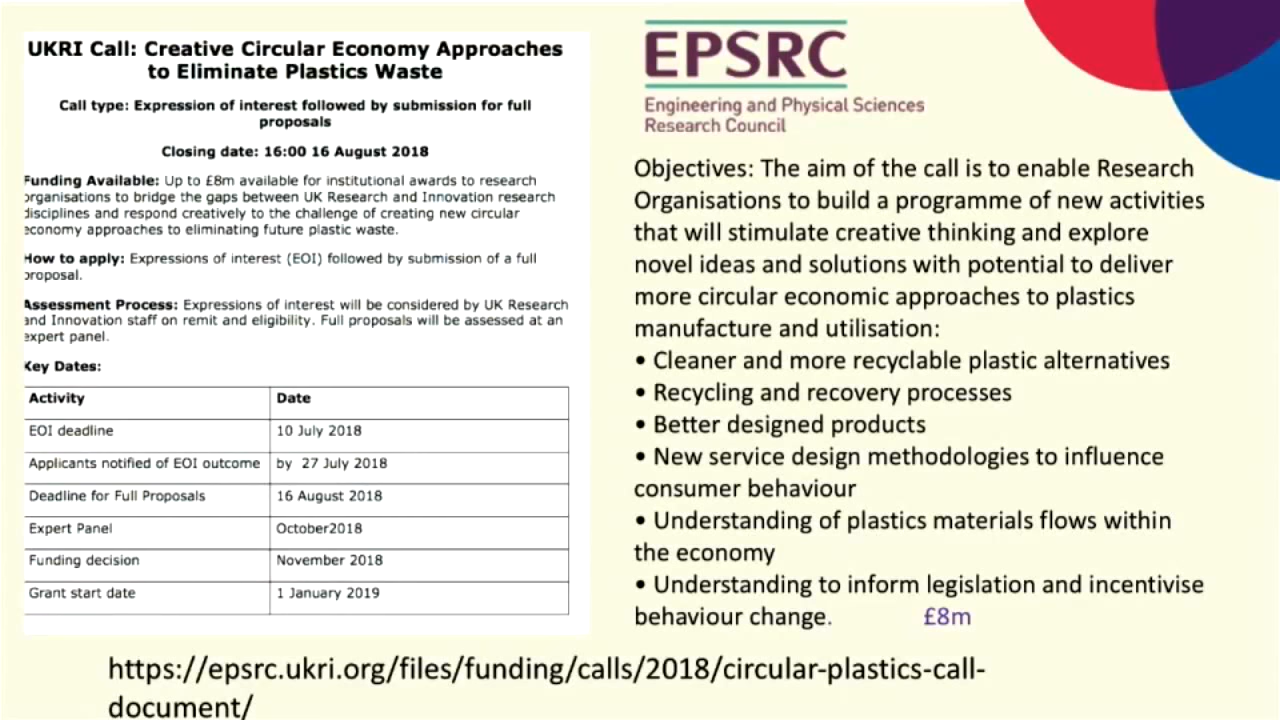 UKRI Call: Creative Circular Economy Approaches
to Eliminate Plastics Waste
Call type: Expression of interest followed by submission for full
proposals
Closing date: 16:00 16 August 2018
Funding Available: Up to £8m available for institutional awards to research
organisations to bridge the gaps between UK Research and Innovation research
disciplines and respond creatively to the challenge of creating new circular
economy approaches to eliminating future plastic waste.
How to apply: Expressions of interest (EOI) followed by submission of a full
proposal.
Assessment Process: Expressions of interest will be considered by UK Research
and Innovation staff on remit and eligibility. Full proposals will be assessed at an
expert panel.
Key Dates:
Activity Date
EOI deadline 10 July 2018
Applicants notified of EOI outcome by 27 July 2018
Deadline for Full Proposals 16 August 2018
Expert Panel October2018
Funding decision November 2018
Grant start date 1 January 2019
EPSRC
Engineering and Physical Sciences
Research Council
Objectives: The aim of the call is to enable Research
Organisations to build a programme of new activities
that will stimulate creative thinking and explore
novel ideas and solutions with potential to deliver
more circular economic approaches to plastics
manufacture and utilisation:
• Cleaner and more recyclable plastic alternatives
• Recycling and recovery processes
• Better designed products
• New service design methodologies to influence
consumer behaviour
• Understanding of plastics materials flows within
the economy
• Understanding to inform legislation and incentivise
behaviour change. £8m
https://epsrc.ukri.org/files/funding/calls/2018/circular-plastics-call-
document/